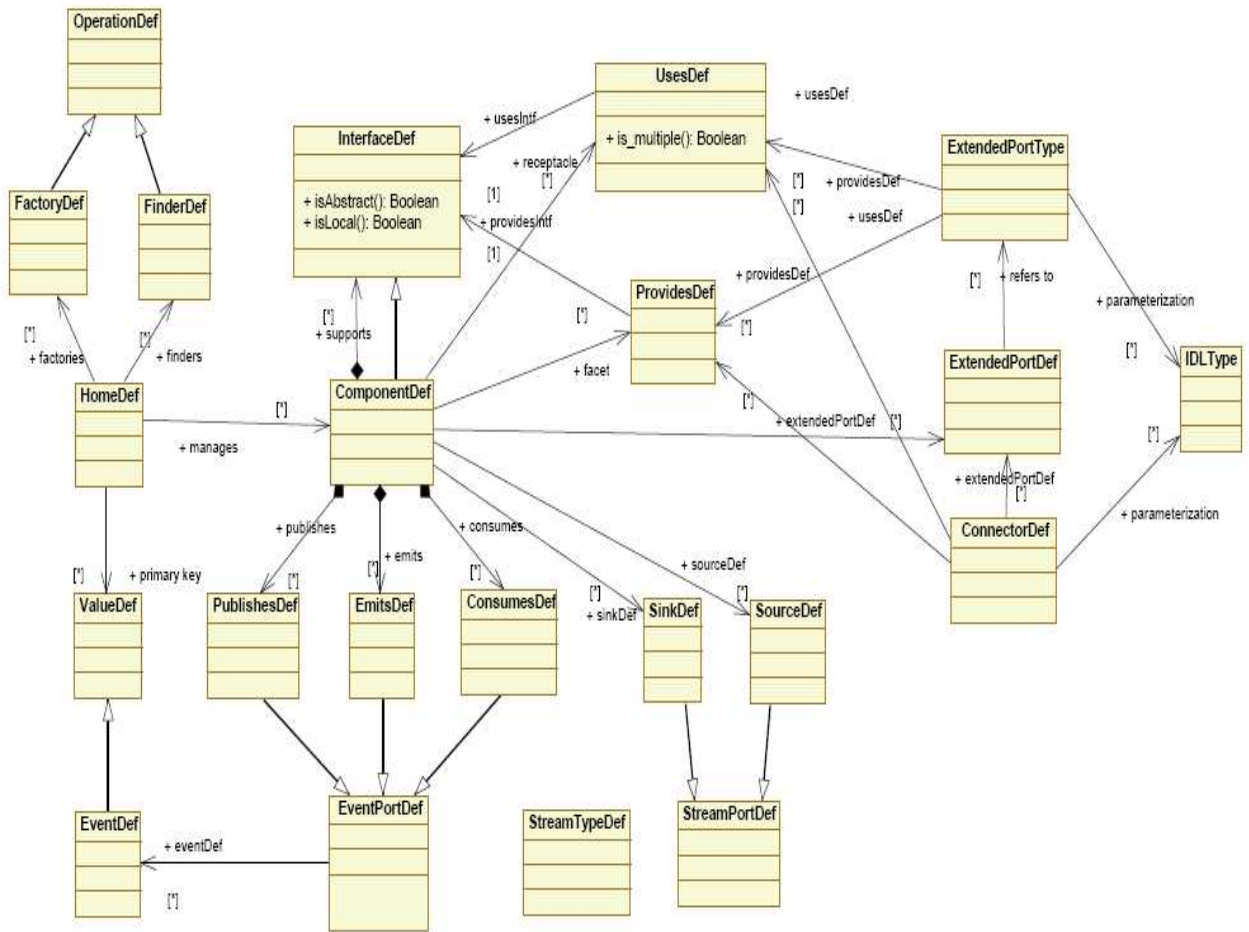 OperationDef
UsesDef
+ usesDef
+ usesIntf
InterfaceDef
+ is_multiple(): Boolean
ExtendedPortType
+ receptacle
[*]
[*]
+ providesDef
FactoryDef
FinderDef
+ isAbstract(): Boolean
+ isLocal(): Boolean
[1]
[*]
+ usesDef
+ providesIntf
[1]
ProvidesDef
+ providesDef
[*]
+ refers to
+ parameterization
[*]
[*]
[*]
[*]
[*]
[*]
+ factories
+ finders
+ supports
ExtendedPortDef
IDLType
+ facet
HomeDef
ComponentDef
[*]
[*]
+ extendedPortDef
[*]
[*]
+ manages
+ extendedPortDef
[*]
+ publishes
+ consumes
+ parameterization
+ emits
ConnectorDef
+ sourceDef
[*]
+ primary key
[*]
[*]
[*]
[*]
[*]
ValueDef
PublishesDef
EmitsDef
ConsumesDef
+ sinkDef
SinkDef
SourceDef
EventDef
EventPortDef
StreamTypeDef
StreamPortDef
+ eventDef
[*]